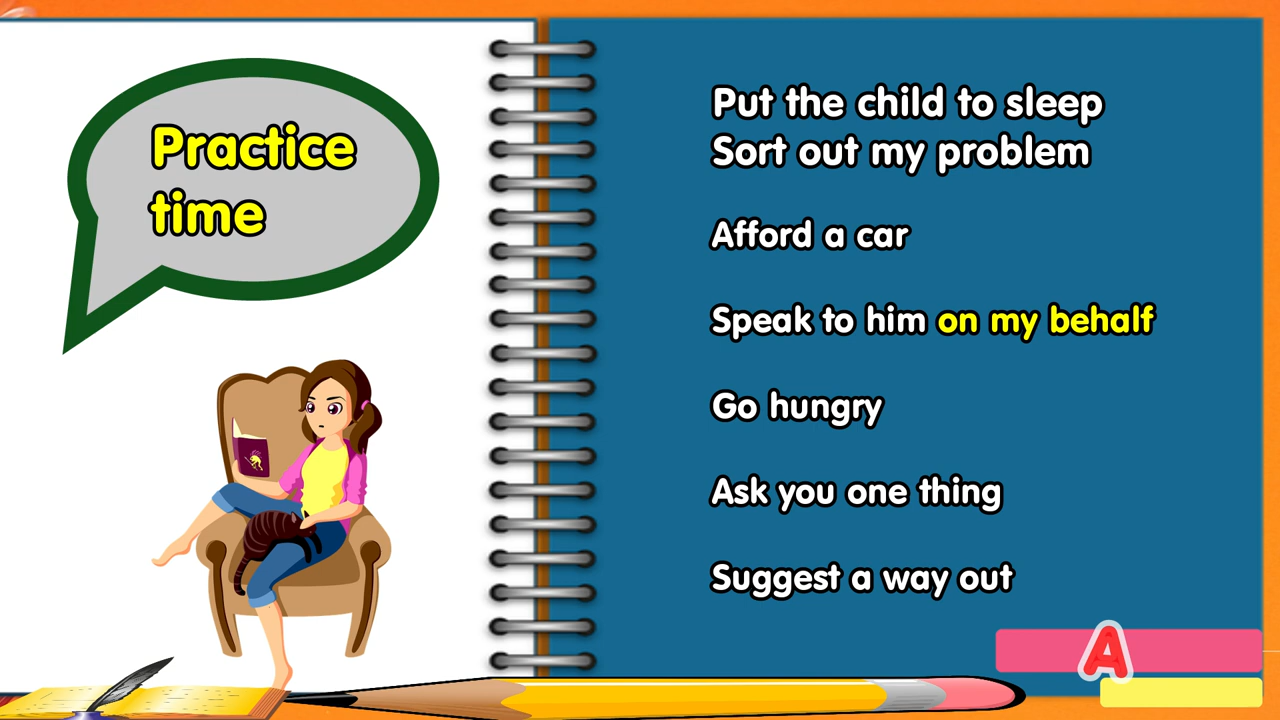 Practice
time
Put the child to sleep
Sort out my problem
Afford a car
Speak to him on my behalf
Go hungry
Ask you one thing
Suggest a way out
A